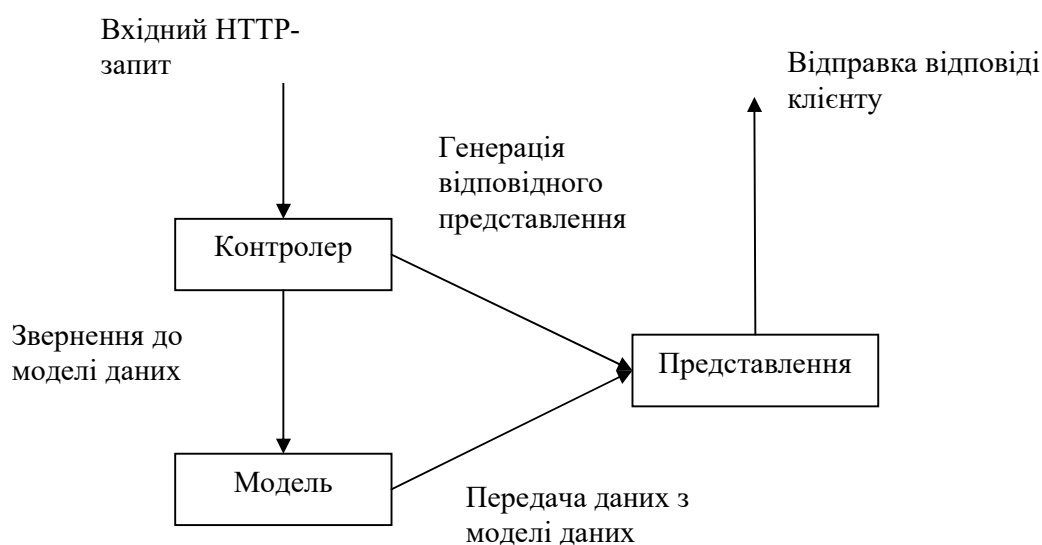 Вхідний HTTP-
запит
Відправка відповіді
клієнту
Генерація
відповідного
представлення
Контролер
Звернення до
моделі даних
Представлення
Модель
Передача даних з
моделі даних